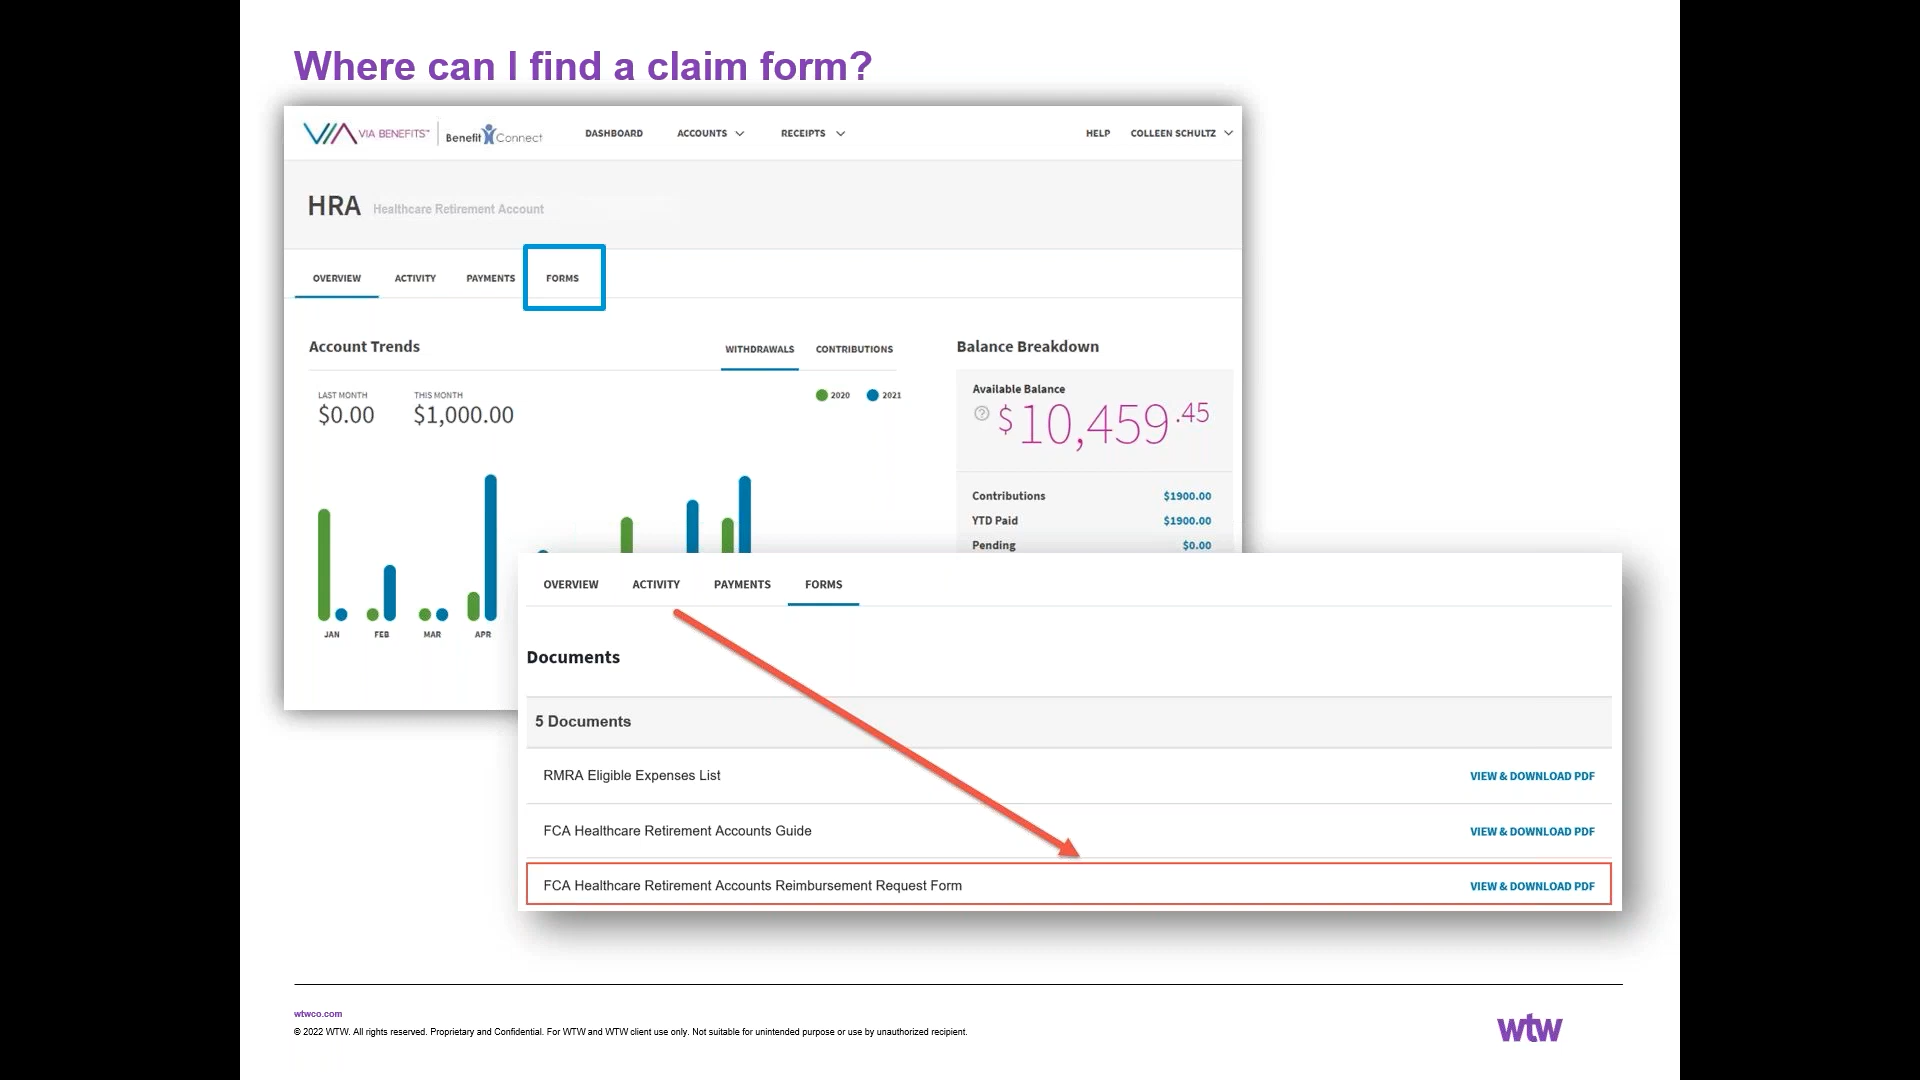 Where can I find a claim form?
VIA BENEFITS™ Benefit Connect DASHBOARD ACCOUNTS RECEIPTS HELP COLLEEN SCHULTZ
HRA Healthcare Retirement Account
OVERVIEW ACTIVITY PAYMENTS FORMS
Account Trends WITHDRAWALS CONTRIBUTIONS
LAST MONTH THIS MONTH
$0.00 $1,000.00
2020 2021
JAN FEB MAR APR
Balance Breakdown
Available Balance
$10,459.45
Contributions $1900.00
YTD Paid $1900.00
Pending $0.00
OVERVIEW ACTIVITY PAYMENTS FORMS
Documents
5 Documents
RMRA Eligible Expenses List VIEW & DOWNLOAD PDF
FCA Healthcare Retirement Accounts Guide VIEW & DOWNLOAD PDF
FCA Healthcare Retirement Accounts Reimbursement Request Form VIEW & DOWNLOAD PDF
wtwco.com
© 2022 WTW. All rights reserved. Proprietary and Confidential. For WTW and WTW client use only. Not suitable for unintended purpose or use by unauthorized recipient.
wtw